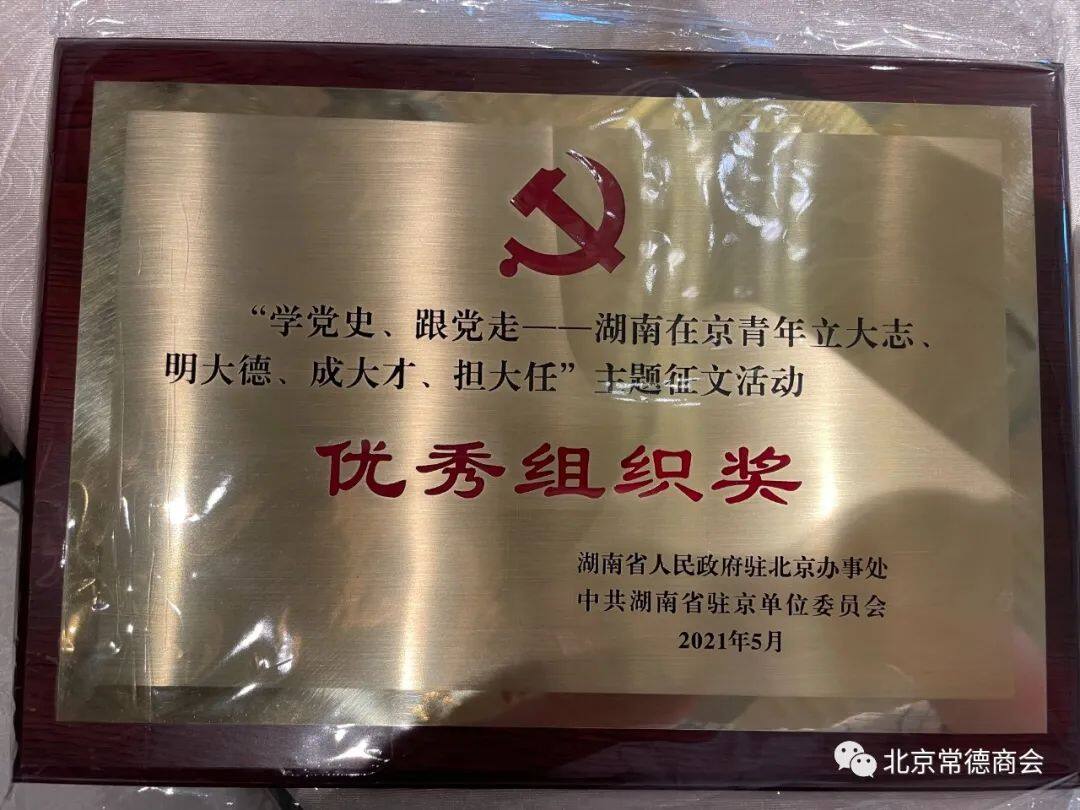 “学党史、跟党走——湖南在京青年立大志、
明大德、成大才、担大任”主题征文活动
优秀组织奖
湖南省人民政府驻北京办事处
中共湖南省驻京单位委员会
2021年5月
北京常德商会